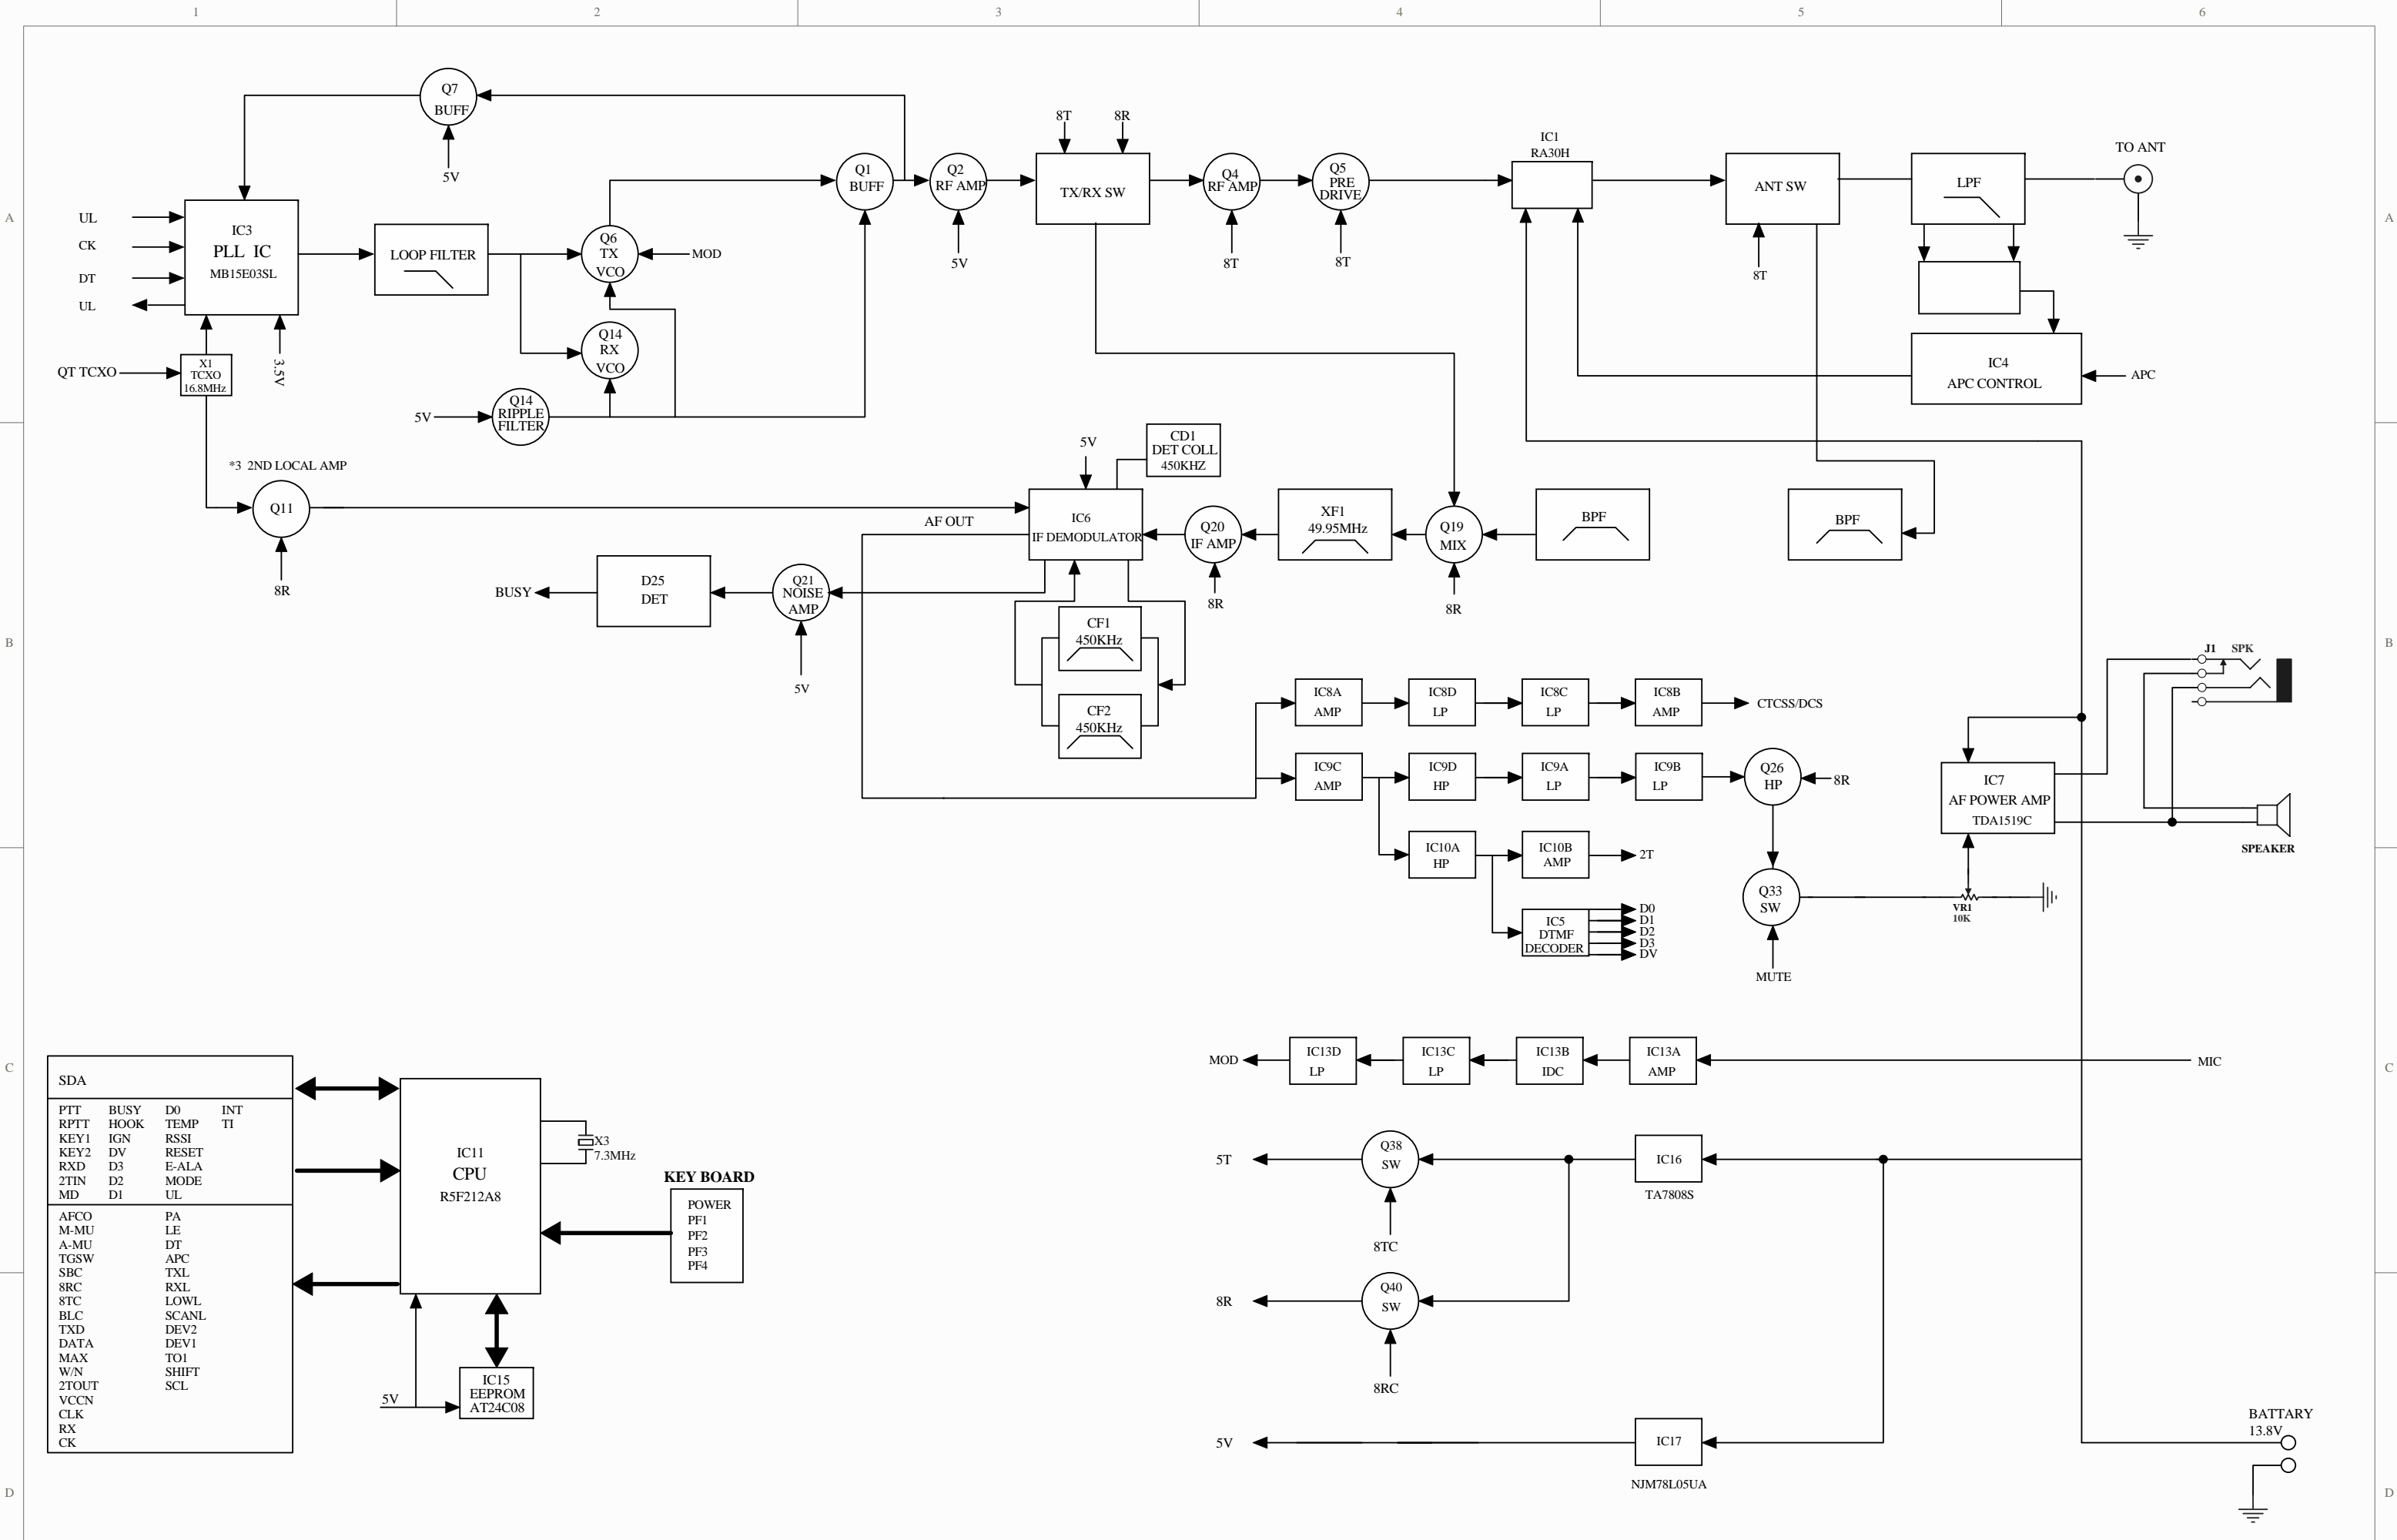 1 2 3 4 5 6
A
A
B
B
C
C
D
D
Q7
BUFF
5V
UL
CK
DT
UL
IC3
PLL IC
MB15E03SL
QT TCXO
X1
TCXO
16.8MHz
3.5V
LOOP FILTER
Q6
TX
VCO
MOD
Q14
RX
VCO
5V
Q14
RIPPLE
FILTER
Q1
BUFF
Q2
RF AMP
5V
8T
8R
TX/RX SW
Q4
RF AMP
8T
Q5
PRE
DRIVE
8T
IC1
RA30H
ANT SW
8T
LPF
TO ANT
IC4
APC CONTROL
APC
*3 2ND LOCAL AMP
Q11
8R
5V
CD1
DET COLL
450KHZ
AF OUT
IC6
IF DEMODULATOR
Q20
IF AMP
8R
XF1
49.95MHz
Q19
MIX
8R
BPF
BPF
BUSY
D25
DET
Q21
NOISE
AMP
5V
CF1
450KHz
CF2
450KHz
IC8A
AMP
IC8D
LP
IC8C
LP
IC8B
AMP
CTCSS/DCS
IC9C
AMP
IC9D
HP
IC9A
LP
IC9B
LP
Q26
HP
8R
IC10A
HP
IC10B
AMP
2T
IC5
DTMF
DECODER
D0
D1
D2
D3
DV
Q33
SW
MUTE
VR1
10K
IC7
AF POWER AMP
TDA1519C
J1 SPK
SPEAKER
MOD
IC13D
LP
IC13C
LP
IC13B
IDC
IC13A
AMP
MIC
5T
Q38
SW
8TC
IC16
TA7808S
8R
Q40
SW
8RC
5V
IC17
NJM78L05UA
BATTARY
13.8V
SDA
PTT BUSY D0 INT
RPTT HOOK TEMP TI
KEY1 IGN RSSI
KEY2 DV RESET
RXD D3 E-ALA
2TIN D2 MODE
MD D1 UL
AFCO PA
M-MU LE
A-MU DT
TGSW APC
SBC TXL
8RC RXL
8TC LOWL
BLC SCANL
TXD DEV2
DATA DEV1
MAX TO1
W/N SHIFT
2TOUT SCL
VCCN
CLK
RX
CK
IC11
CPU
R5F212A8
X3
7.3MHz
KEY BOARD
POWER
PF1
PF2
PF3
PF4
5V
IC15
EEPROM
AT24C08